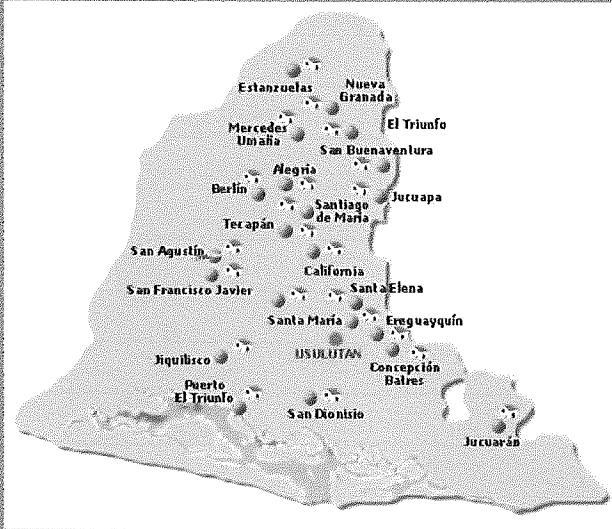 Estanzuelas
Nueva
Granada
El Triunfo
Mercedes
Umaña
San Buenaventura
Alegría
Berlín
Jucuapa
Santiago
de María
Tecapán
San Agustín
California
San Francisco Javier
Santa Elena
Santa María
Ereguayquín
USULUTAN
Concepción
Batres
Jiquilisco
Puerto
El Triunfo
San Dionisio
Jucuarán